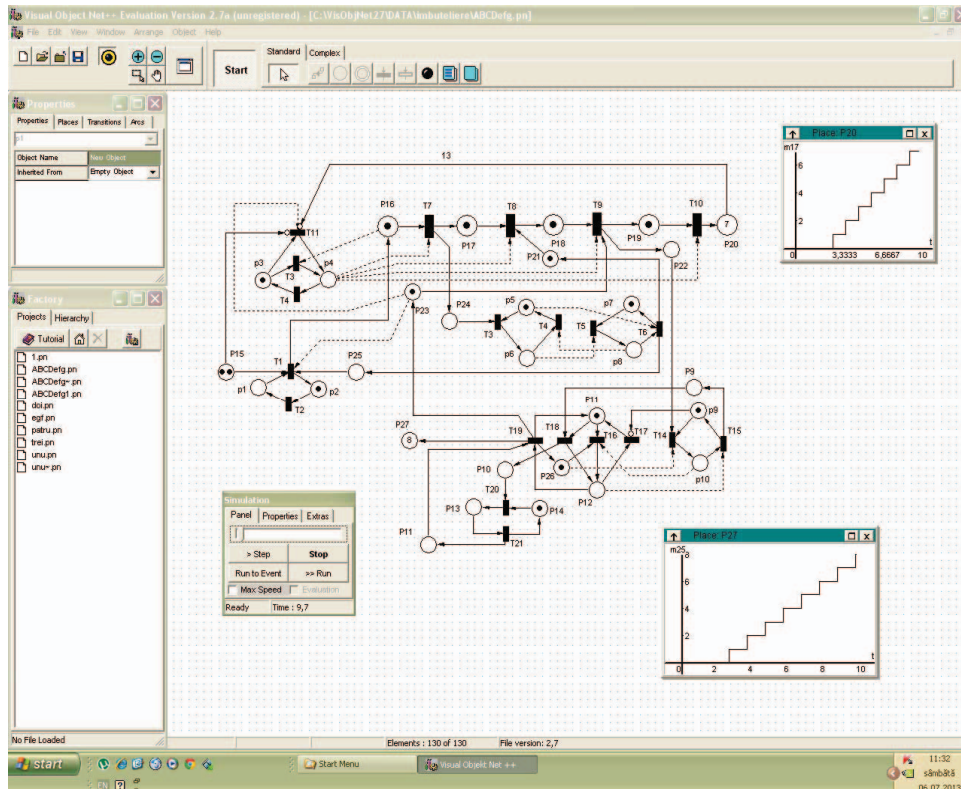 Visual Object Net++ Evaluation Version 2.7a (unregistered) - [C:\VisObjNet27\DATA\imbuteliere\ABCDefg.pn]
File Edit View Window Arrange Object Help
Start
Standard Complex
Properties
Properties Places Transitions Arcs
p1
Object Name New Object
Inherited From Empty Object
Factory
Projects Hierarchy
Tutorial
1.pn
ABCDefg.pn
ABCDefg~.pn
ABCDefg1.pn
doi.pn
egf.pn
patru.pn
trei.pn
unu.pn
unu~.pn
No File Loaded
13
P16 T7 T8 T9 T10
7
T11 P17 P18 P19 P20
p3 p4 P21 P22
T3
T4
P23 P24 p5 p7
T3 T4 T5 T6
p6 p8
P15 T1 P25
p1 p2
T2
P9
P11 p9
P27 T19 T18 T16 T17 T14 T15
8
P10 P26 P12 p10
T20
P13 P14
P11 T21
Place: P20
m17
6
4
2
t
0 3,3333 6,6667 10
Simulation
Panel Properties Extras
> Step Stop
Run to Event >> Run
Max Speed Evaluation
Ready Time : 9,7
Place: P27
m25
8
6
4
2
t
0 2 4 6 8 10
Elements : 130 of 130 File version: 2,7
start Start Menu Visual Objekt Net ++ 11:32
sâmbătă
EN 06.07.2013